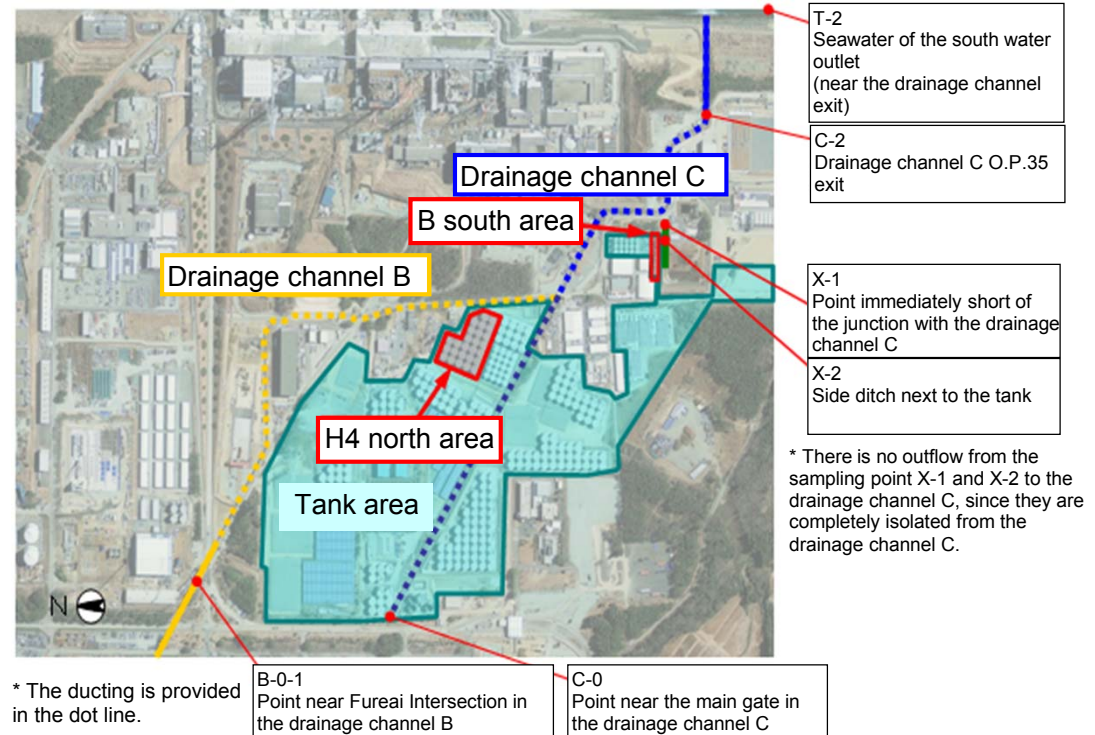 T-2
Seawater of the south water
outlet
(near the drainage channel
exit)
C-2
Drainage channel C O.P.35
exit
Drainage channel C
B south area
Drainage channel B
X-1
Point immediately short of
the junction with the drainage
channel C
X-2
Side ditch next to the tank
H4 north area
* There is no outflow from the
sampling point X-1 and X-2 to the
drainage channel C, since they are
completely isolated from the
drainage channel C.
Tank area
N
* The ducting is provided
in the dot line.
B-0-1
Point near Fureai Intersection in
the drainage channel B
C-0
Point near the main gate in
the drainage channel C